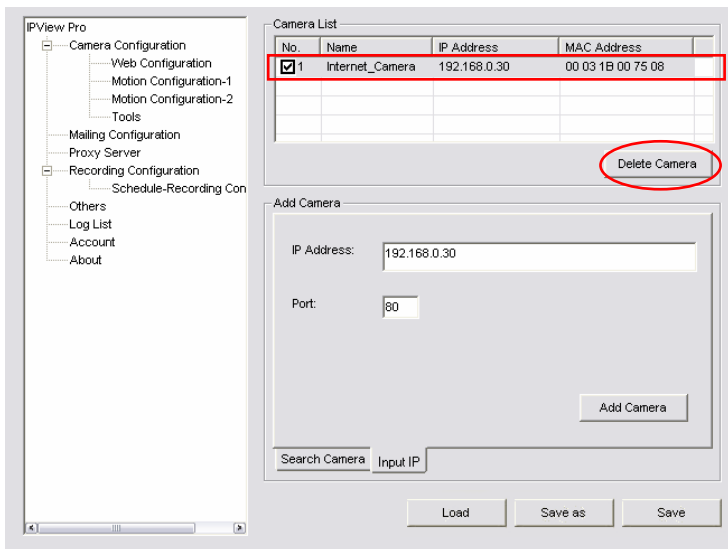 IPView Pro
Camera Configuration
Web Configuration
Motion Configuration-1
Motion Configuration-2
Tools
Mailing Configuration
Proxy Server
Recording Configuration
Schedule-Recording Con
Others
Log List
Account
About
Camera List
No. Name IP Address MAC Address
1 Internet_Camera 192.168.0.30 00 03 1B 00 75 08
Delete Camera
Add Camera
IP Address: 192.168.0.30
Port: 80
Add Camera
Search Camera Input IP
Load Save as Save